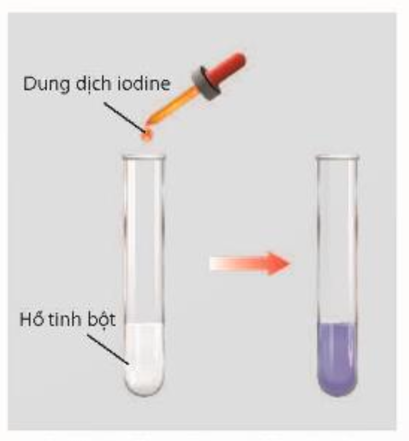 Dung dịch iodine
Hồ tinh bột